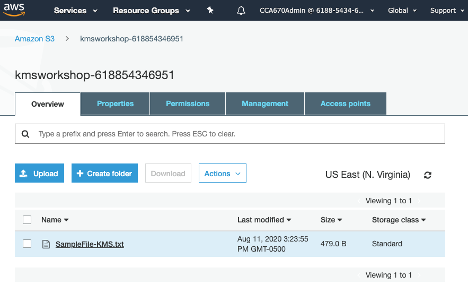 aws Services Resource Groups CCA670Admin @ 6188-5434-6... Global Support
Amazon S3 > kmsworkshop-618854346951
kmsworkshop-618854346951
Overview Properties Permissions Management Access points
Type a prefix and press Enter to search. Press ESC to clear.
Upload + Create folder Download Actions US East (N. Virginia)
Viewing 1 to 1
Name Last modified Size Storage class
SampleFile-KMS.txt Aug 11, 2020 3:23:55 479.0 B Standard
PM GMT-0500
Viewing 1 to 1